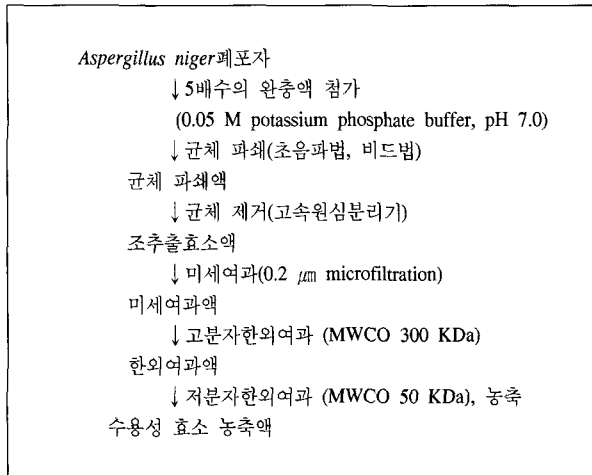 Aspergillus niger폐포자
↓5배수의 완충액 첨가
(0.05 M potassium phosphate buffer, pH 7.0)
↓균체 파쇄(초음파법, 비드법)
균체 파쇄액
↓균체 제거(고속원심분리기)
조추출효소액
↓미세여과(0.2 ㎛ microfiltration)
미세여과액
↓고분자한외여과 (MWCO 300 KDa)
한외여과액
↓저분자한외여과 (MWCO 50 KDa), 농축
수용성 효소 농축액